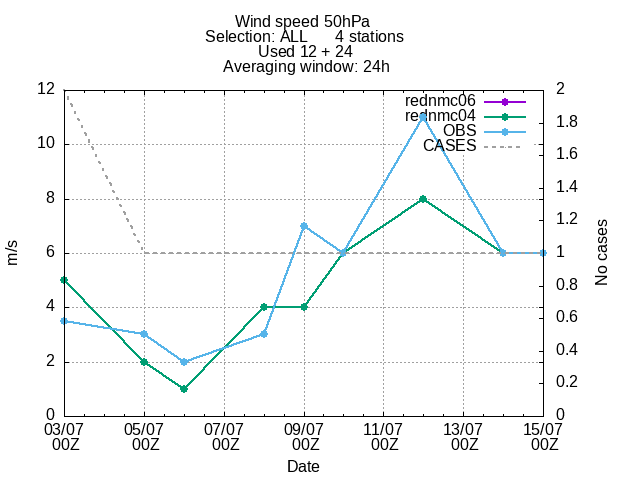 Wind speed 50hPa
Selection: ALL 4 stations
Used 12 + 24
Averaging window: 24h
12 2
rednmc06
rednmc04
OBS
CASES
10
8
6
4
2
0
1.8
1.6
1.4
1.2
1
0.8
0.6
0.4
0.2
0
m/s
No cases
03/07 05/07 07/07 09/07 11/07 13/07 15/07
00Z 00Z 00Z 00Z 00Z 00Z 00Z
Date